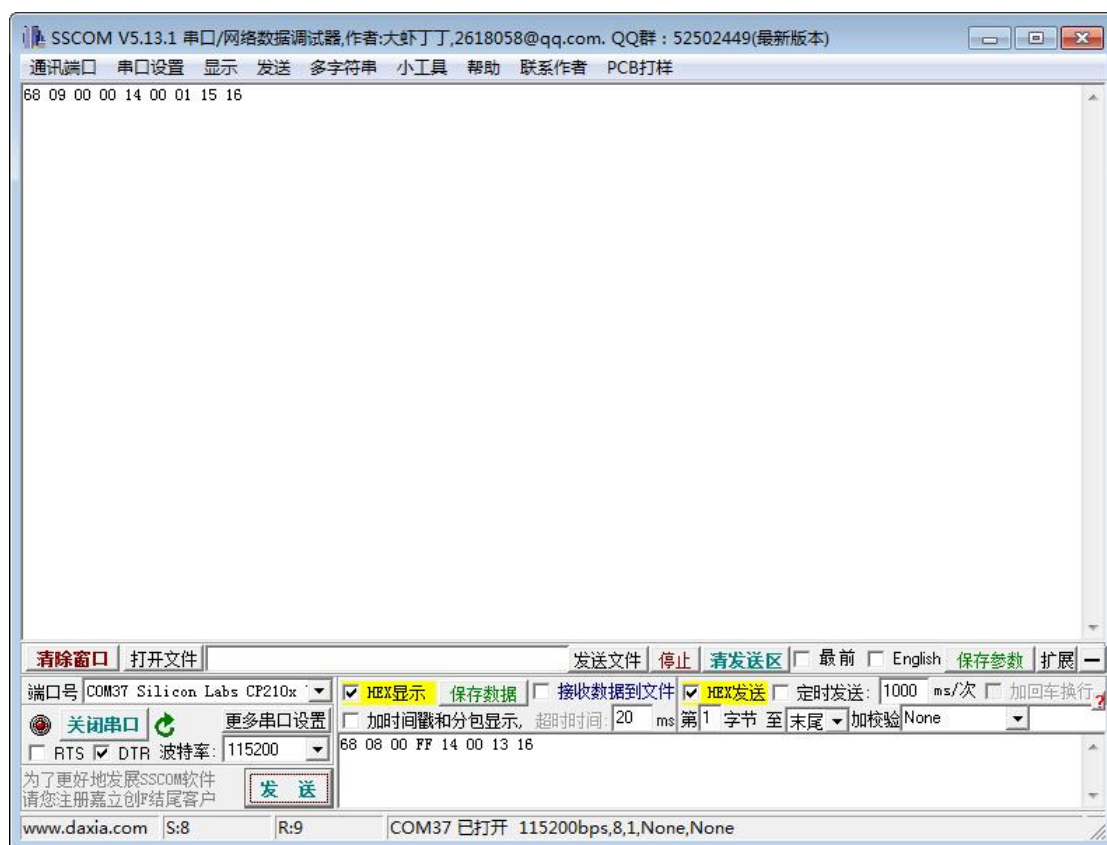 SSCOM V5.13.1 串口/网络数据调试器,作者:大虾丁丁,2618058@qq.com. QQ群：52502449(最新版本)
通讯端口 串口设置 显示 发送 多字符串 小工具 帮助 联系作者 PCB打样
68 09 00 00 14 00 01 15 16
清除窗口 打开文件 发送文件 停止 清发送区 最前 English 保存参数 扩展 —
端口号 COM37 Silicon Labs CP210x HEX显示 保存数据 接收数据到文件 HEX发送 定时发送: 1000 ms/次 加回车换行 ?
关闭串口 更多串口设置 加时间戳和分包显示, 超时时间: 20 ms 第1 字节 至 末尾 加校验 None
RTS DTR 波特率: 115200 68 08 00 FF 14 00 13 16
为了更好地发展SSCOM软件
请您注册嘉立创F结尾客户 发 送
www.daxia.com S:8 R:9 COM37 已打开 115200bps,8,1,None,None